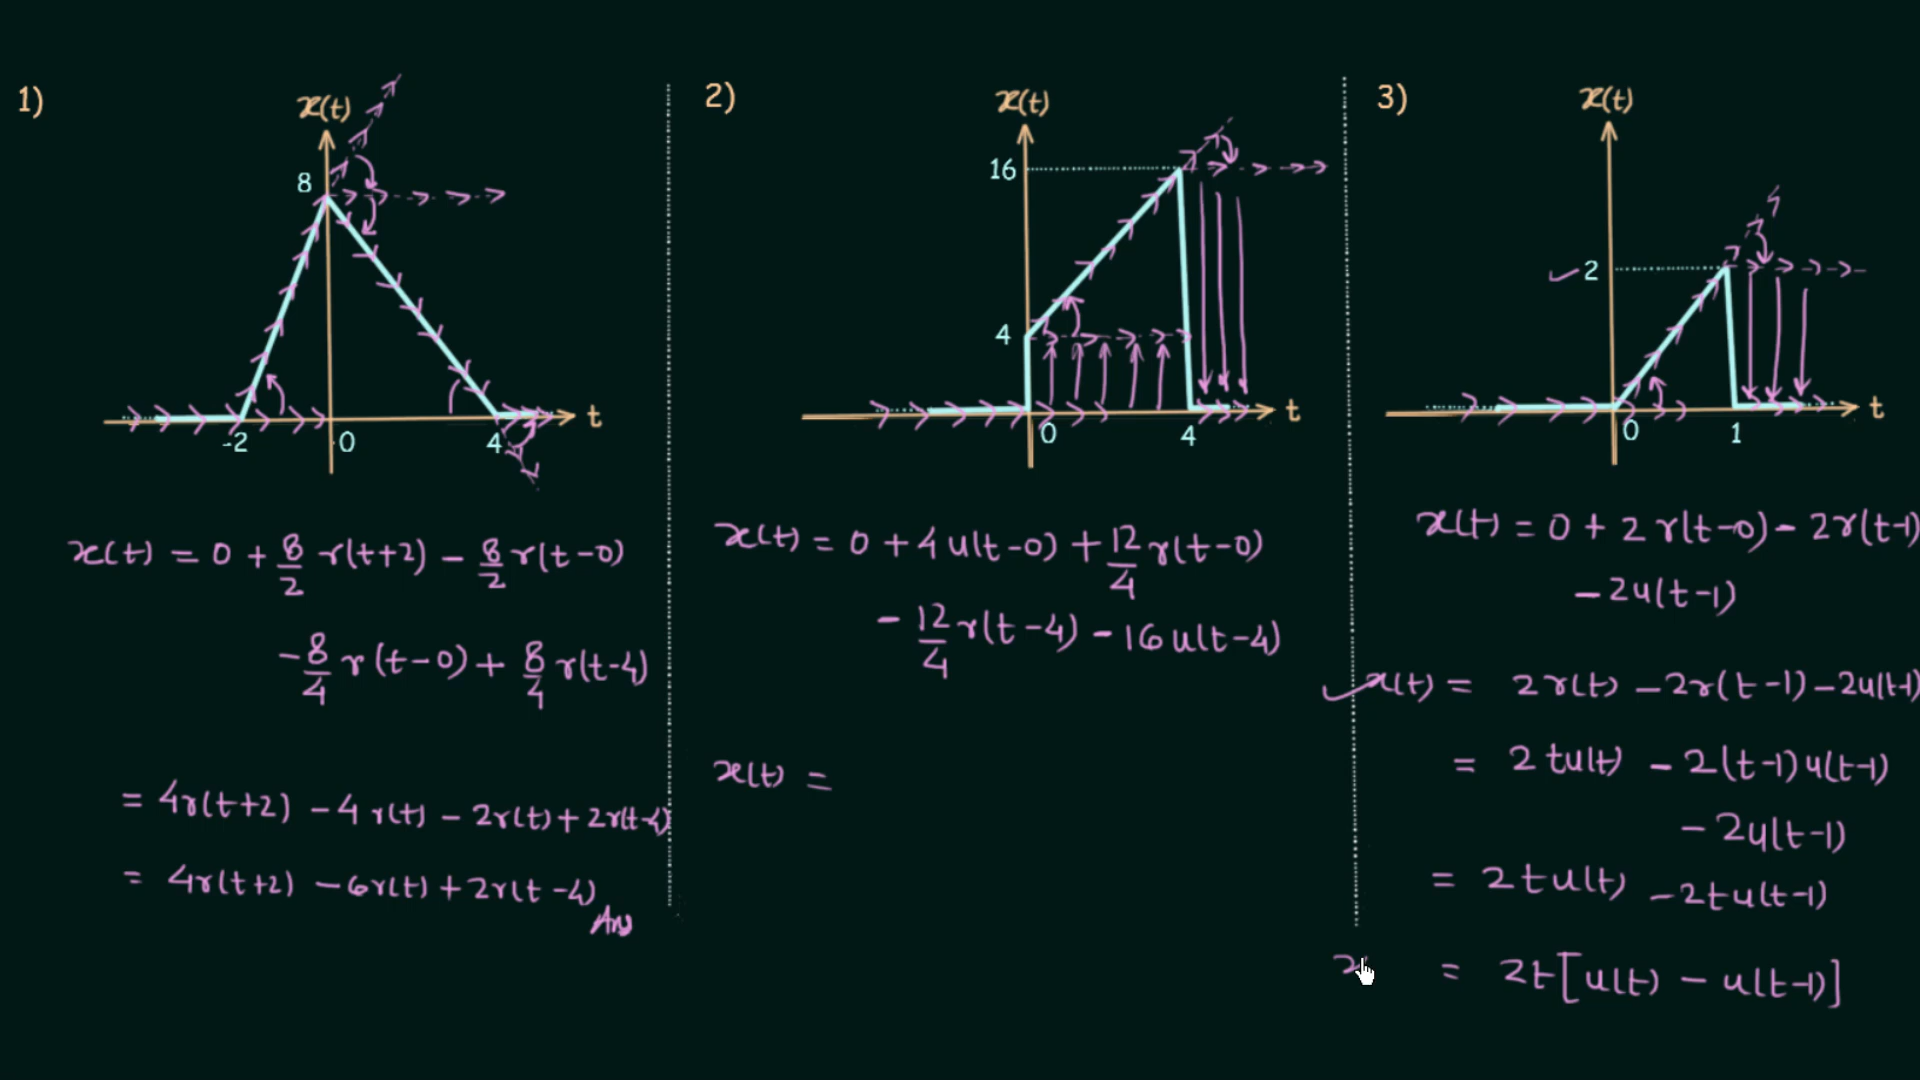 1)
x(t)
8
-2
0
4
t
x(t) = 0 + 8/2 r(t+2) - 8/2 r(t-0)
-8/4 r(t-0) + 8/4 r(t-4)
= 4r(t+2) - 4r(t) - 2r(t) + 2r(t-4)
= 4r(t+2) - 6r(t) + 2r(t-4)
Ans
2)
x(t)
16
4
0
4
t
x(t) = 0 + 4u(t-0) + 12/4 r(t-0)
- 12/4 r(t-4) - 16u(t-4)
x(t) =
3)
x(t)
2
0
1
t
x(t) = 0 + 2r(t-0) - 2r(t-1)
- 2u(t-1)
x(t) = 2r(t) - 2r(t-1) - 2u(t-1)
= 2tu(t) - 2(t-1)u(t-1)
- 2u(t-1)
= 2tu(t) - 2tu(t-1)
x = 2t[u(t) - u(t-1)]